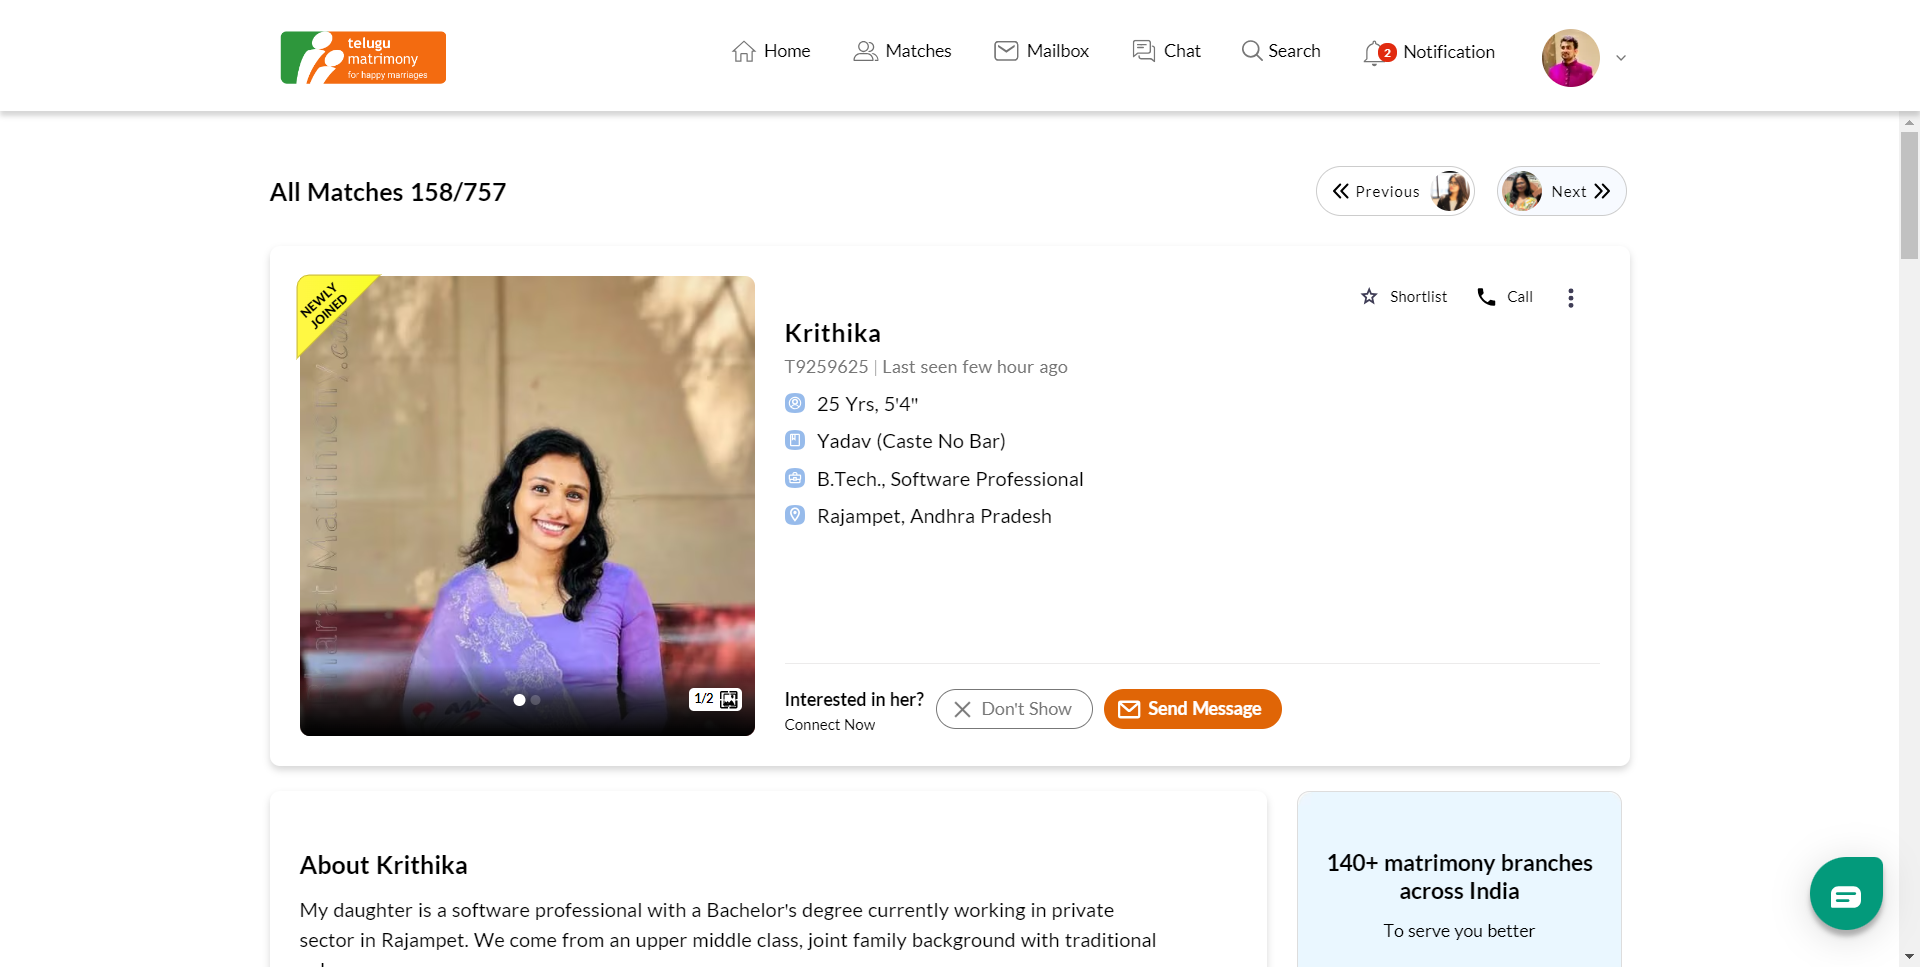 telugu
matrimony
for happy marriages
Home
Matches
Mailbox
Chat
Search
2
Notification
All Matches 158/757
Previous
Next
NEWLY
JOINED
Shortlist
Call
Krithika
T9259625 | Last seen few hour ago
25 Yrs, 5'4"
Yadav (Caste No Bar)
B.Tech., Software Professional
Rajampet, Andhra Pradesh
1/2
Interested in her?
Connect Now
Don't Show
Send Message
About Krithika
My daughter is a software professional with a Bachelor's degree currently working in private
sector in Rajampet. We come from an upper middle class, joint family background with traditional
140+ matrimony branches
across India
To serve you better